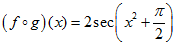 (f∘g)(x) = 2sec(x² + π/2)